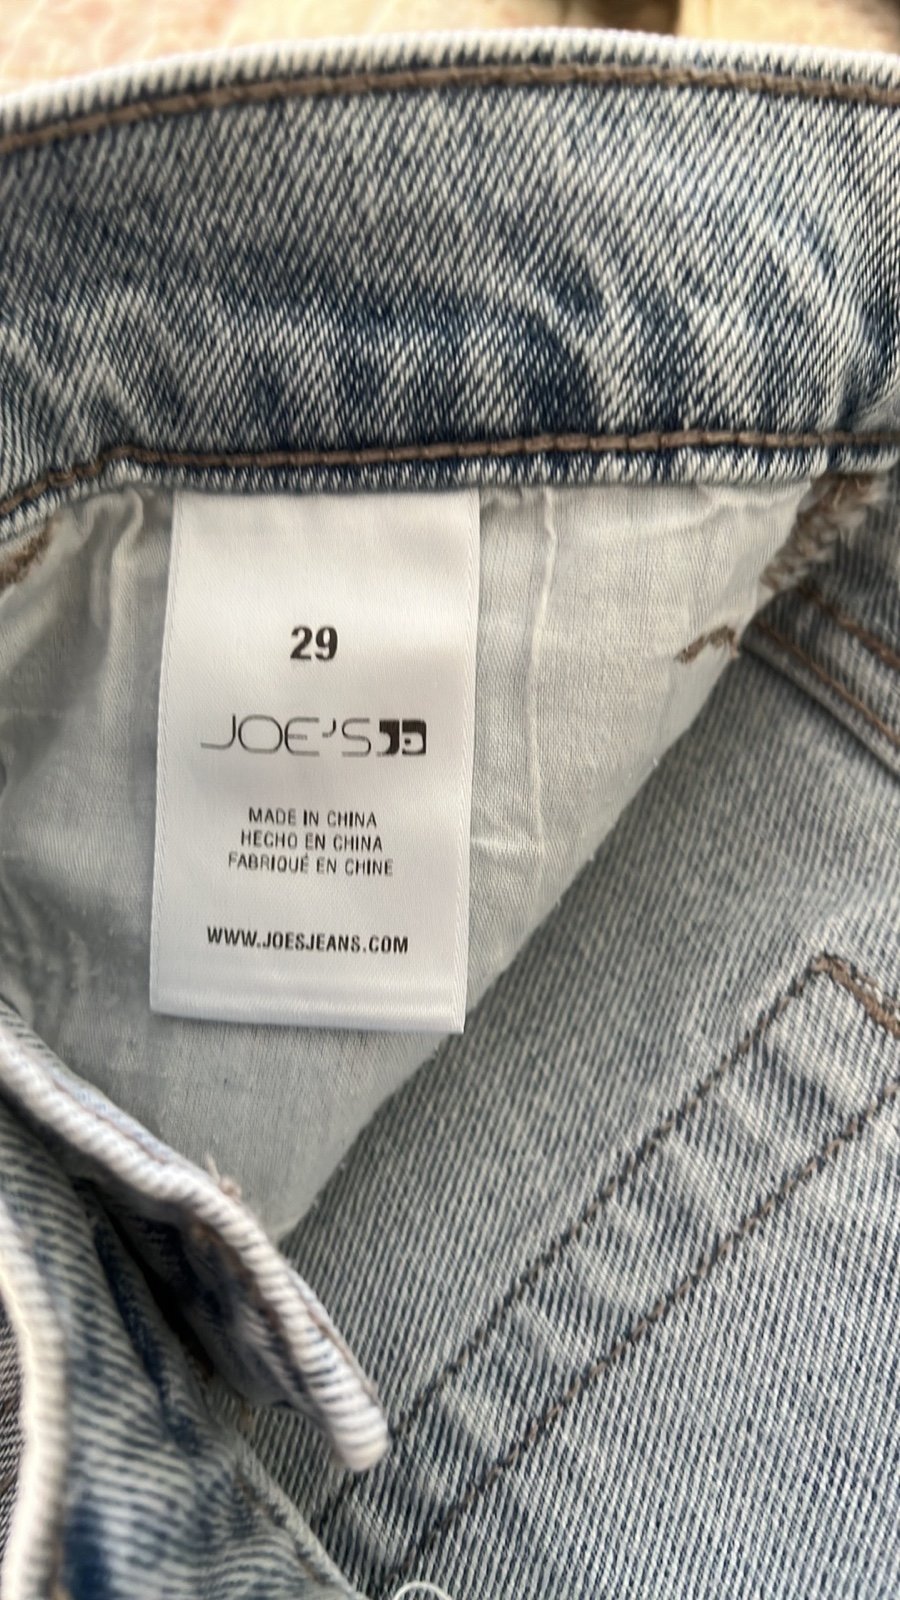 29
JOE'S
MADE IN CHINA
HECHO EN CHINA
FABRIQUÉ EN CHINE
WWW.JOESJEANS.COM